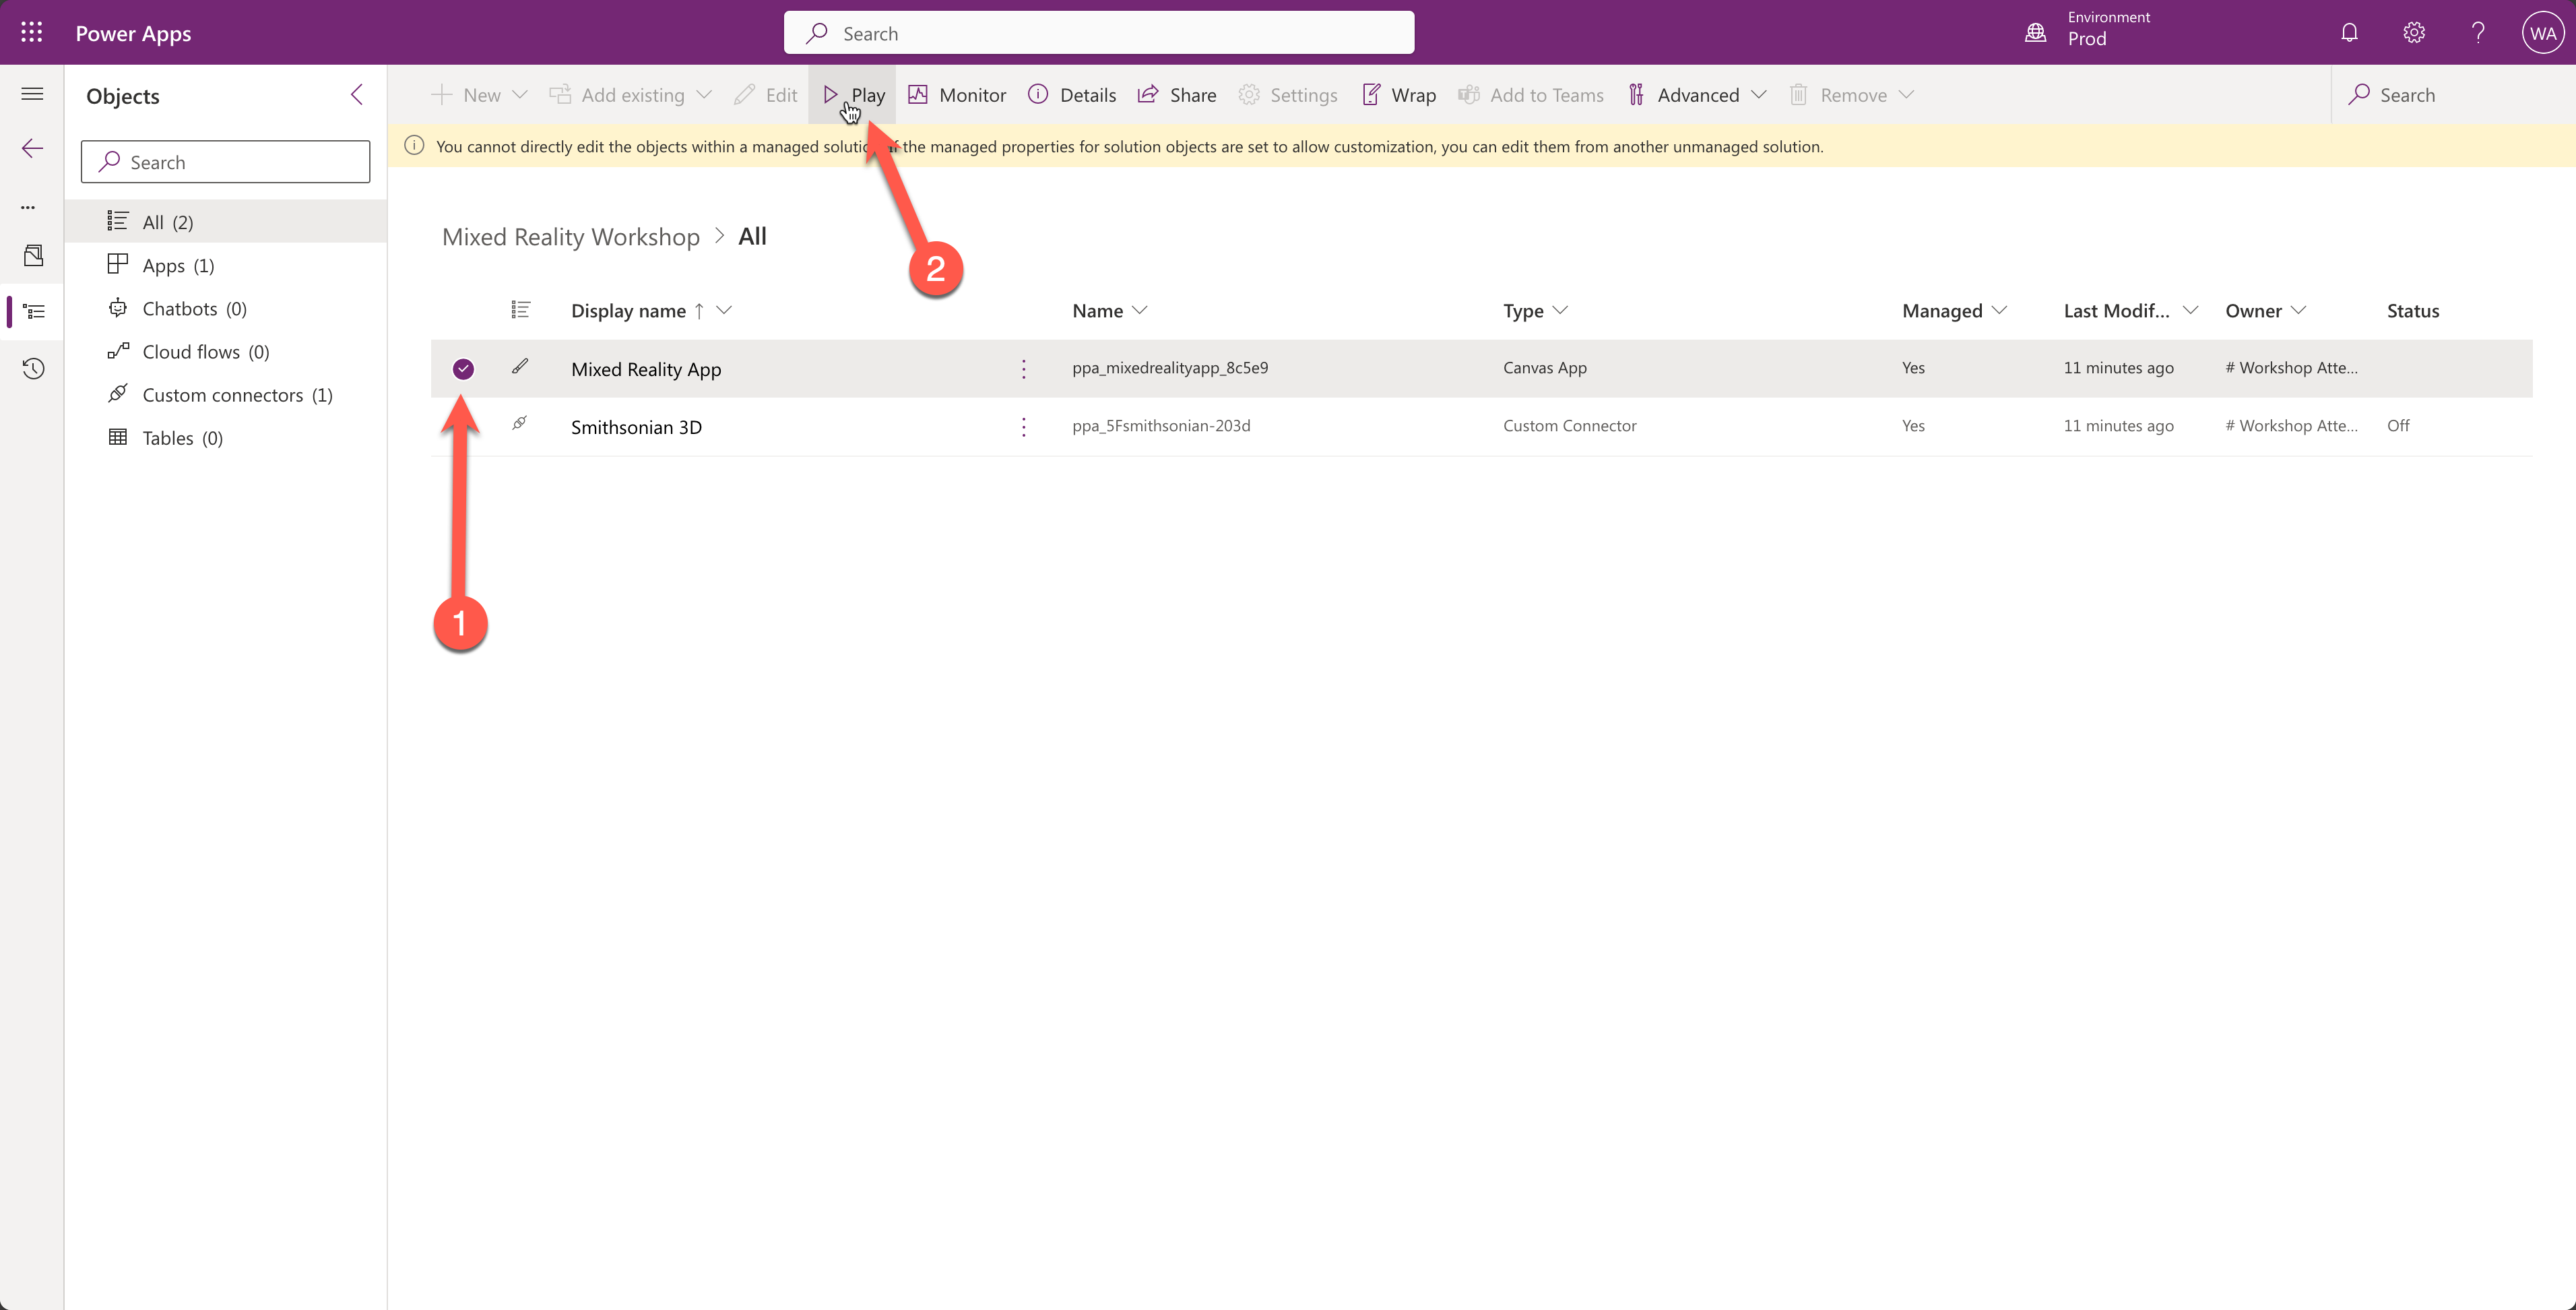 Power Apps
Search
Environment
Prod
WA
Objects
Search
All (2)
Apps (1)
Chatbots (0)
Cloud flows (0)
Custom connectors (1)
Tables (0)
New
Add existing
Edit
Play
Monitor
Details
Share
Settings
Wrap
Add to Teams
Advanced
Remove
Search
You cannot directly edit the objects within a managed soluti the managed properties for solution objects are set to allow customization, you can edit them from another unmanaged solution.
2
Mixed Reality Workshop > All
Display name ↑
Name
Type
Managed
Last Modif...
Owner
Status
Mixed Reality App
ppa_mixedrealityapp_8c5e9
Canvas App
Yes
11 minutes ago
# Workshop Atte...
Smithsonian 3D
ppa_5Fsmithsonian-203d
Custom Connector
Yes
11 minutes ago
# Workshop Atte...
Off
1